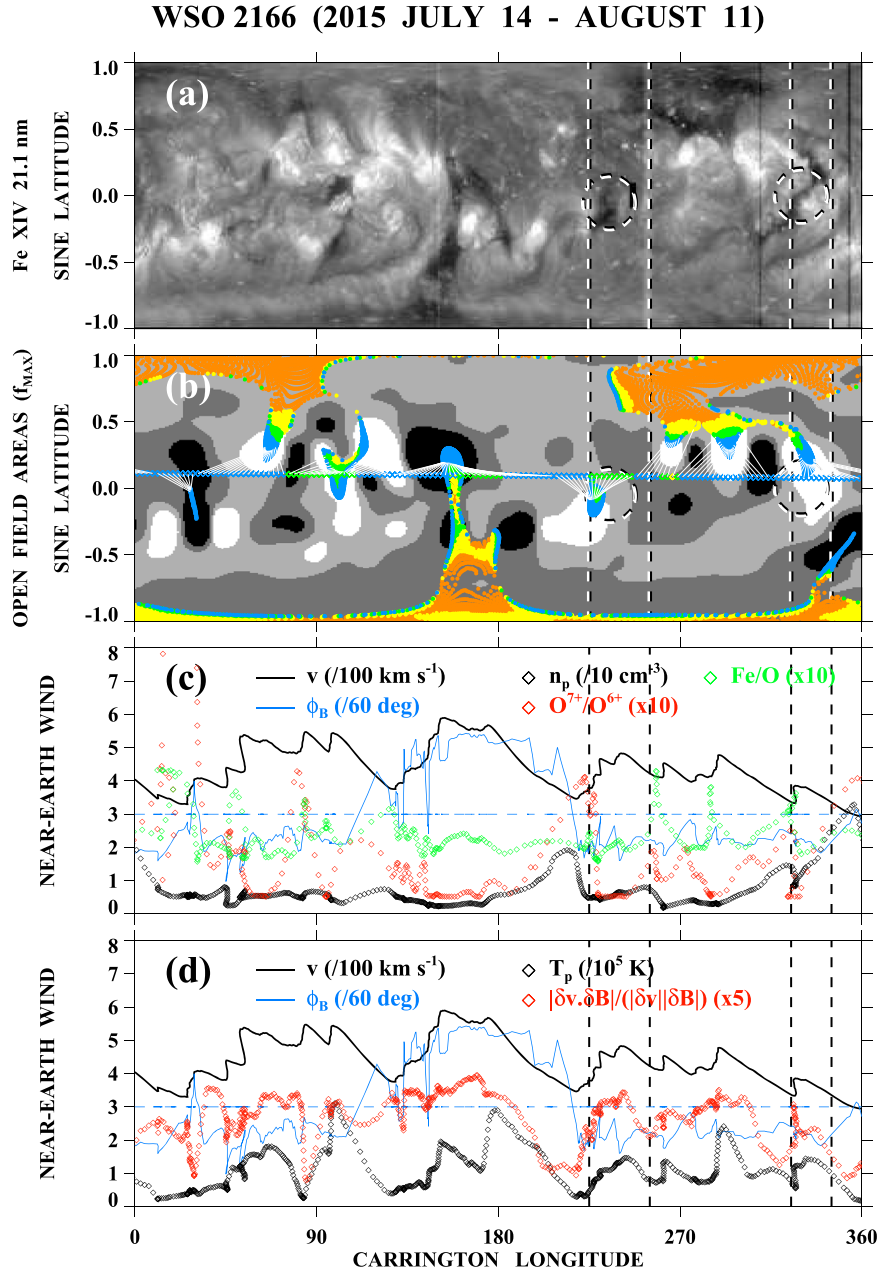 WSO 2166 (2015 JULY 14 - AUGUST 11)
Fe XIV 21.1 nm
SINE LATITUDE
1.0
0.5
0.0
-0.5
-1.0
(a)
OPEN FIELD AREAS (fMAX)
SINE LATITUDE
1.0
0.5
0.0
-0.5
-1.0
(b)
NEAR-EARTH WIND
8
7
6
5
4
3
2
1
0
(c)
v (/100 km s-1)
ϕB (/60 deg)
np (/10 cm-3)
O7+/O6+ (x10)
Fe/O (x10)
NEAR-EARTH WIND
8
7
6
5
4
3
2
1
0
(d)
v (/100 km s-1)
ϕB (/60 deg)
Tp (/105 K)
|δv.δB|/(|δv||δB|) (x5)
0 90 180 270 360
CARRINGTON LONGITUDE